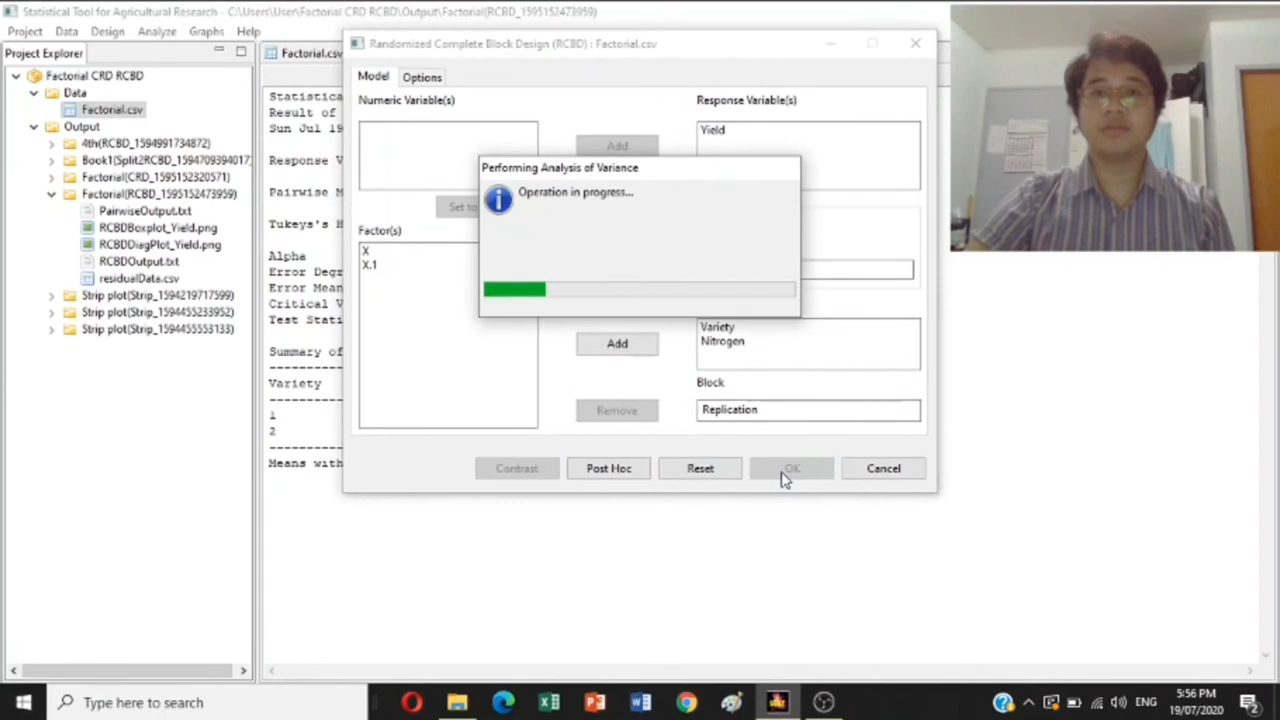 Statistical Tool for Agricultural Research - C:\Users\User\Factorial CRD RCBD\Output\Factorial(RCBD_1595152473959)
Project Data Design Analyze Graphs Help
Project Explorer
Factorial CRD RCBD
Data
Factorial.csv
Output
4th(RCBD_1594991734872)
Book1(Split2RCBD_1594709394017)
Factorial(CRD_1595152320571)
Factorial(RCBD_1595152473959)
PairwiseOutput.txt
RCBDBoxplot_Yield.png
RCBDDiagPlot_Yield.png
RCBDOutput.txt
residualData.csv
Strip plot(Strip_1594219717599)
Strip plot(Strip_1594455233952)
Strip plot(Strip_1594455553133)
Factorial.csv
Statistica
Result of
Sun Jul 19
Response V
Pairwise M
Tukeys's H
Alpha
Error Degr
Error Mean
Critical V
Test Stati
Summary of
Variety
1
2
Means with
Randomized Complete Block Design (RCBD) : Factorial.csv
Model Options
Numeric Variable(s)
Response Variable(s)
Yield
Add
Set to
Factor(s)
X
X.1
Performing Analysis of Variance
Operation in progress...
Add
Variety
Nitrogen
Block
Remove
Replication
Contrast Post Hoc Reset OK Cancel
Type here to search
ENG
5:56 PM
19/07/2020
2